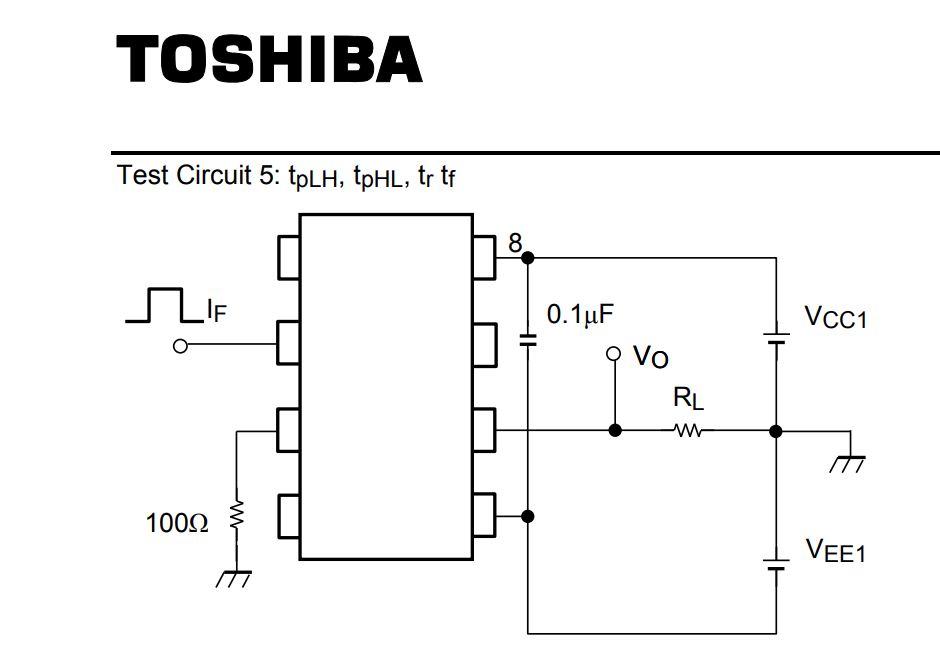 TOSHIBA
Test Circuit 5: tpLH, tpHL, tr tf
8
IF
0.1μF
VCC1
VO
RL
100Ω
VEE1